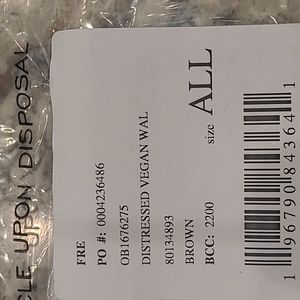 CLE UPON DISPOSAL
FRE
PO #: 0004236486
OB1676275
DISTRESSED VEGAN WAL
80134893
BROWN
BCC: 2200
size ALL
1 96790 84364 1